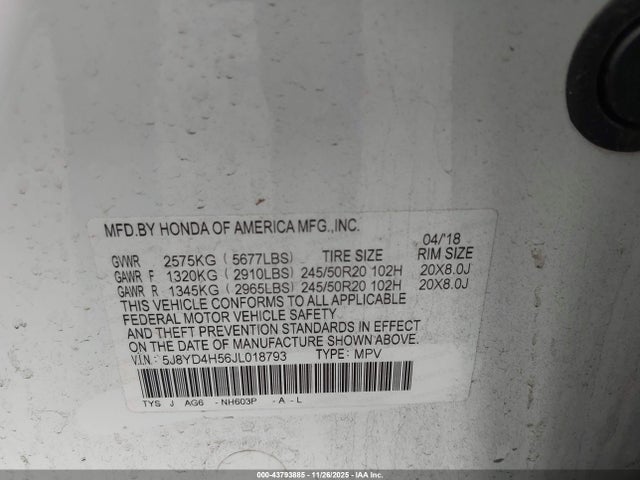 MFD.BY HONDA OF AMERICA MFG.,INC.
04/'18
GVWR 2575KG ( 5677LBS) TIRE SIZE RIM SIZE
GAWR F 1320KG ( 2910LBS) 245/50R20 102H 20X8.0J
GAWR R 1345KG ( 2965LBS) 245/50R20 102H 20X8.0J
THIS VEHICLE CONFORMS TO ALL APPLICABLE
FEDERAL MOTOR VEHICLE SAFETY
AND THEFT PREVENTION STANDARDS IN EFFECT
ON THE DATE OF MANUFACTURE SHOWN ABOVE.
V.I.N.: 5J8YD4H56JL018793 TYPE: MPV
TYS J AG6 NH603P - A - L
000-43793885 - 11/26/2025 - IAA Inc.